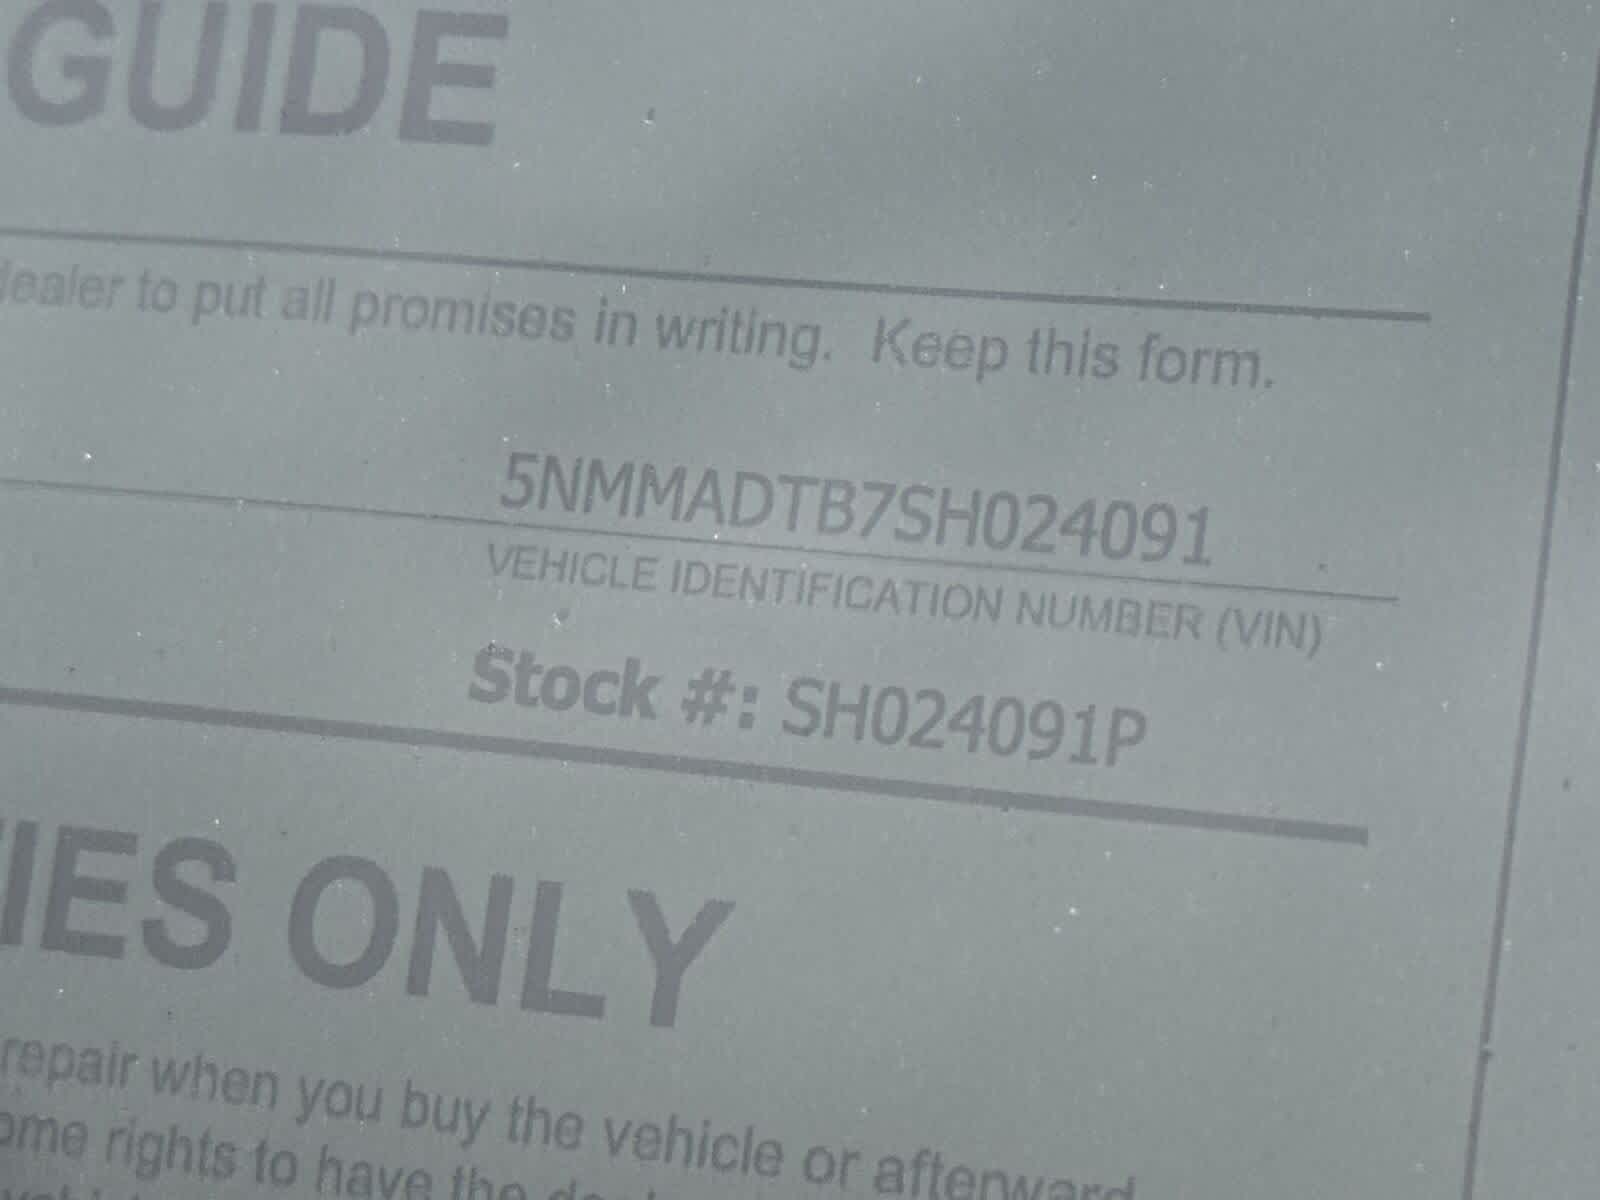 GUIDE
dealer to put all promises in writing. Keep this form.
5NMMADTB7SH024091
VEHICLE IDENTIFICATION NUMBER (VIN)
Stock #: SH024091P
IES ONLY
repair when you buy the vehicle or afterward
ome rights to have the